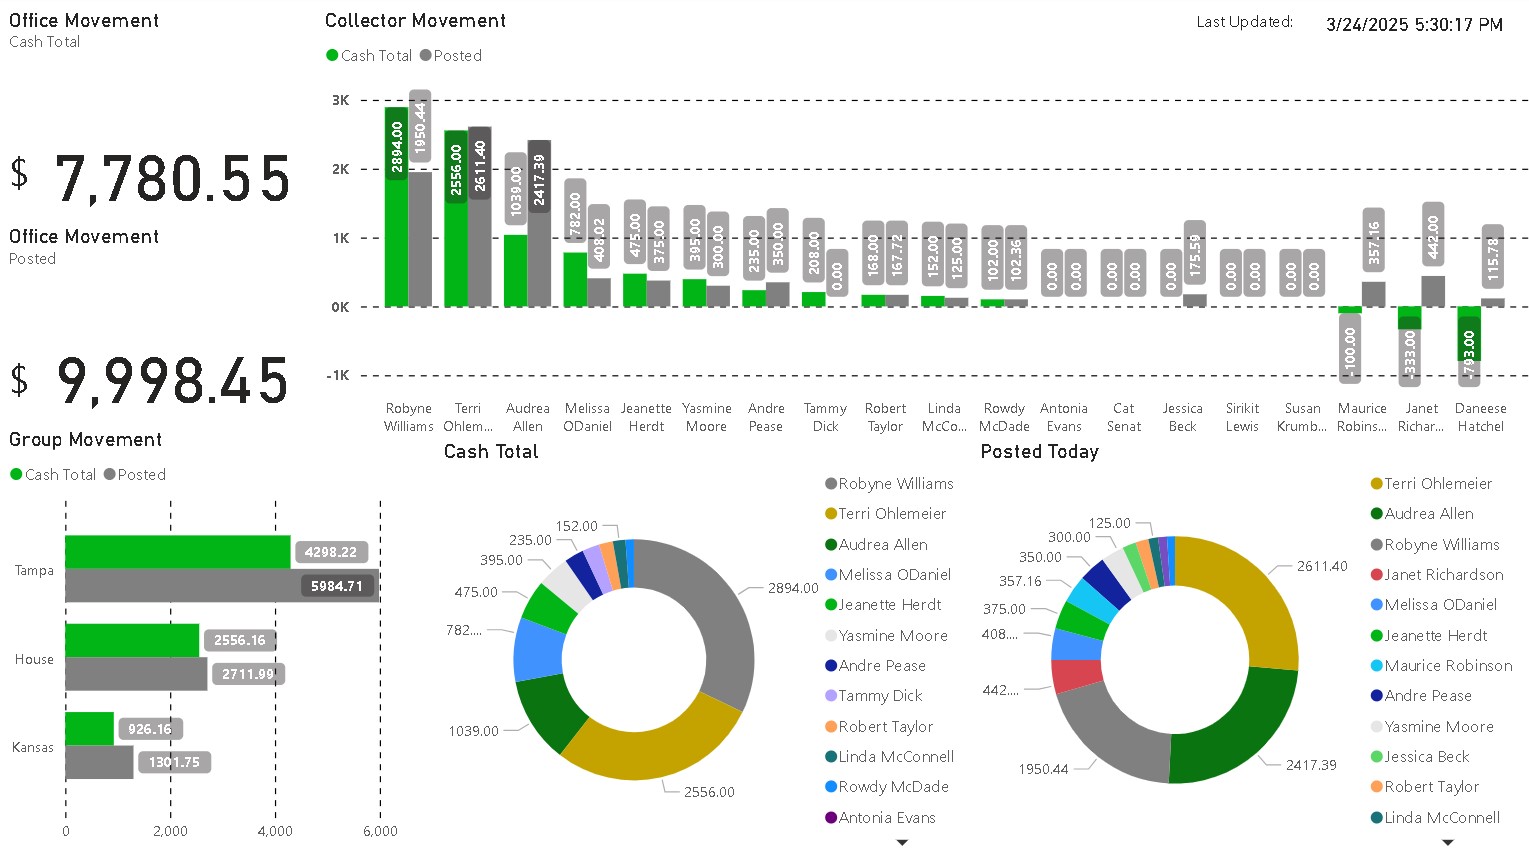 Office Movement
Cash Total
$ 7,780.55
Office Movement
Posted
$ 9,998.45
Collector Movement
Cash Total Posted
Last Updated: 3/24/2025 5:30:17 PM
3K
2K
1K
0K
-1K
2894.00 1950.44
2556.00 2611.40
1039.00 2417.39
782.00 408.02
475.00 375.00
395.00 300.00
235.00 350.00
208.00 0.00
168.00 167.72
152.00 125.00
102.00 102.36
0.00 0.00
0.00 0.00
0.00 175.59
0.00 0.00
0.00 0.00
-100.00 357.16
-333.00 442.00
-793.00 115.78
Robyne Williams
Terri Ohlem...
Audrea Allen
Melissa ODaniel
Jeanette Herdt
Yasmine Moore
Andre Pease
Tammy Dick
Robert Taylor
Linda McCo...
Rowdy McDade
Antonia Evans
Cat Senat
Jessica Beck
Sirikit Lewis
Susan Krumb...
Maurice Robins...
Janet Richar...
Daneese Hatchel
Group Movement
Cash Total Posted
Tampa
4298.22
5984.71
House
2556.16
2711.99
Kansas
926.16
1301.75
0 2,000 4,000 6,000
Cash Total
152.00
235.00
395.00
475.00
782....
1039.00
2894.00
2556.00
Robyne Williams
Terri Ohlemeier
Audrea Allen
Melissa ODaniel
Jeanette Herdt
Yasmine Moore
Andre Pease
Tammy Dick
Robert Taylor
Linda McConnell
Rowdy McDade
Antonia Evans
Posted Today
125.00
300.00
350.00
357.16
375.00
408....
442....
1950.44
2611.40
2417.39
Terri Ohlemeier
Audrea Allen
Robyne Williams
Janet Richardson
Melissa ODaniel
Jeanette Herdt
Maurice Robinson
Andre Pease
Yasmine Moore
Jessica Beck
Robert Taylor
Linda McConnell